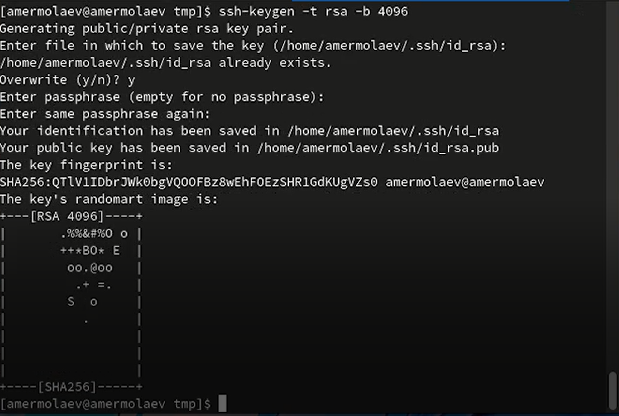 [amermolaev@amermolaev tmp]$ ssh-keygen -t rsa -b 4096
Generating public/private rsa key pair.
Enter file in which to save the key (/home/amermolaev/.ssh/id_rsa):
/home/amermolaev/.ssh/id_rsa already exists.
Overwrite (y/n)? y
Enter passphrase (empty for no passphrase):
Enter same passphrase again:
Your identification has been saved in /home/amermolaev/.ssh/id_rsa
Your public key has been saved in /home/amermolaev/.ssh/id_rsa.pub
The key fingerprint is:
SHA256:QTlV1IDbrJWk0bgVQOOFBz8wEhFOEzSHR1GdKUgVZs0 amermolaev@amermolaev
The key's randomart image is:
+---[RSA 4096]----+
|       .%%&#%O o |
|       ++*BO* E  |
|        oo.@oo   |
|         .+ =.   |
|        S  o     |
|          .      |
|                 |
|                 |
|                 |
+----[SHA256]-----+
[amermolaev@amermolaev tmp]$